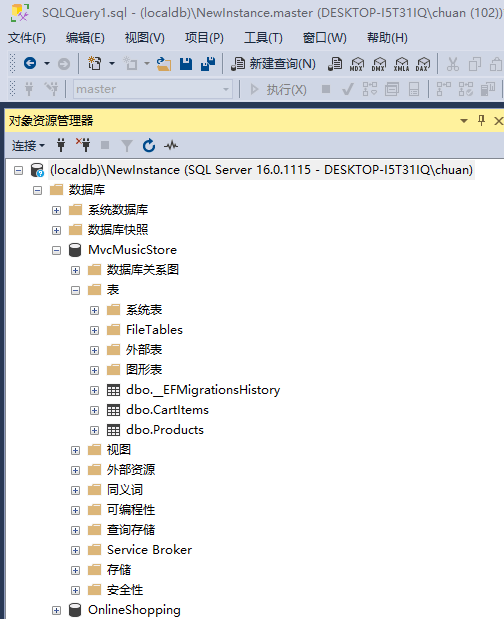 SQLQuery1.sql - (localdb)\NewInstance.master (DESKTOP-I5T31IQ\chuan (102))
文件(F) 编辑(E) 视图(V) 项目(P) 工具(T) 窗口(W) 帮助(H)
新建查询(N) MDX DMX XMLA DAX
master 执行(X)
对象资源管理器
连接
(localdb)\NewInstance (SQL Server 16.0.1115 - DESKTOP-I5T31IQ\chuan)
数据库
系统数据库
数据库快照
MvcMusicStore
数据库关系图
表
系统表
FileTables
外部表
图形表
dbo.__EFMigrationsHistory
dbo.CartItems
dbo.Products
视图
外部资源
同义词
可编程性
查询存储
Service Broker
存储
安全性
OnlineShopping